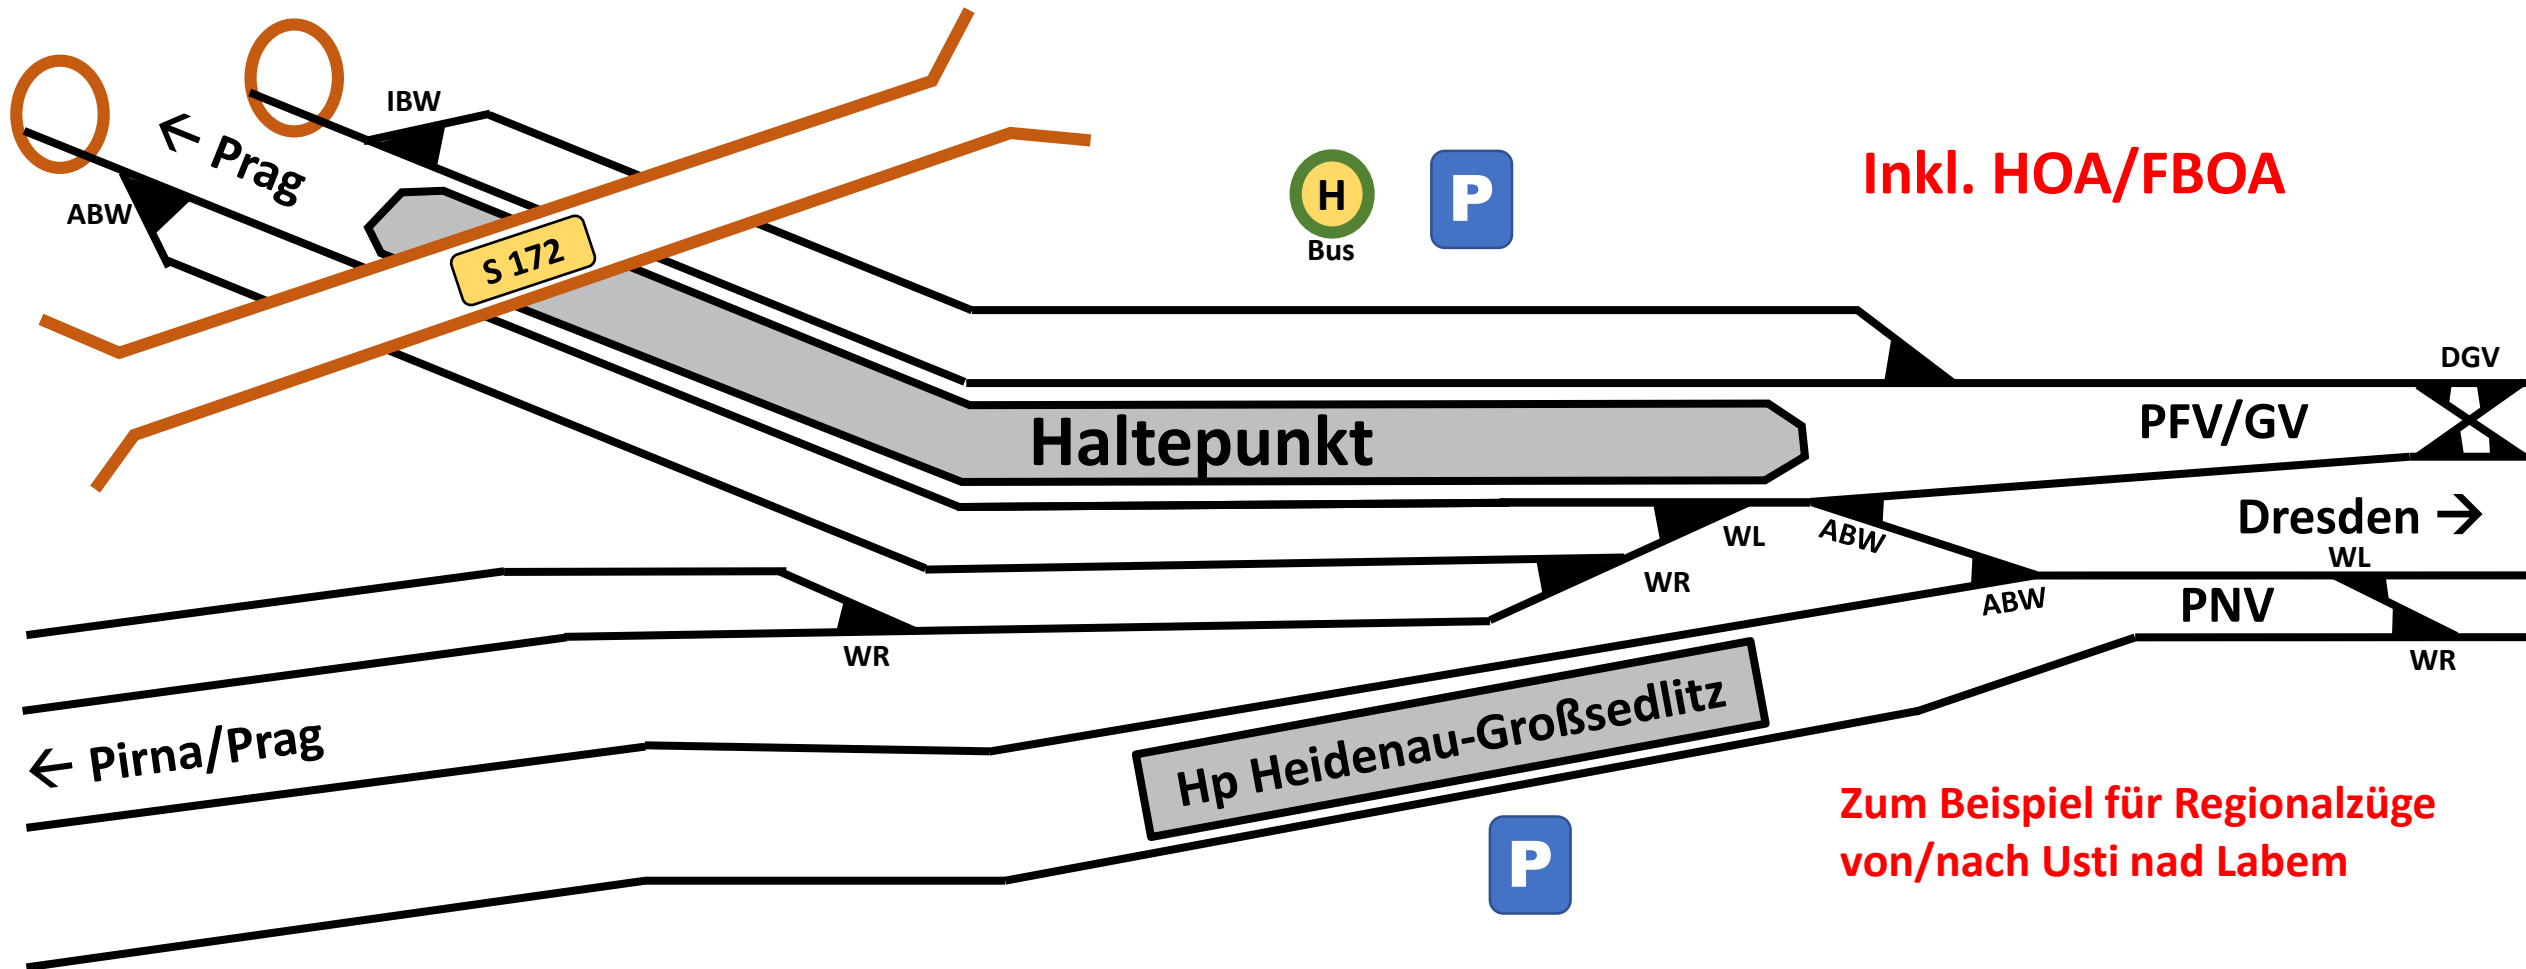 IBW
← Prag
ABW
S 172
H
Bus
P
Inkl. HOA/FBOA
DGV
PFV/GV
Haltepunkt
Dresden →
WL
ABW
WL
WR
ABW
PNV
WR
WR
Hp Heidenau-Großsedlitz
← Pirna/Prag
P
Zum Beispiel für Regionalzüge
von/nach Usti nad Labem